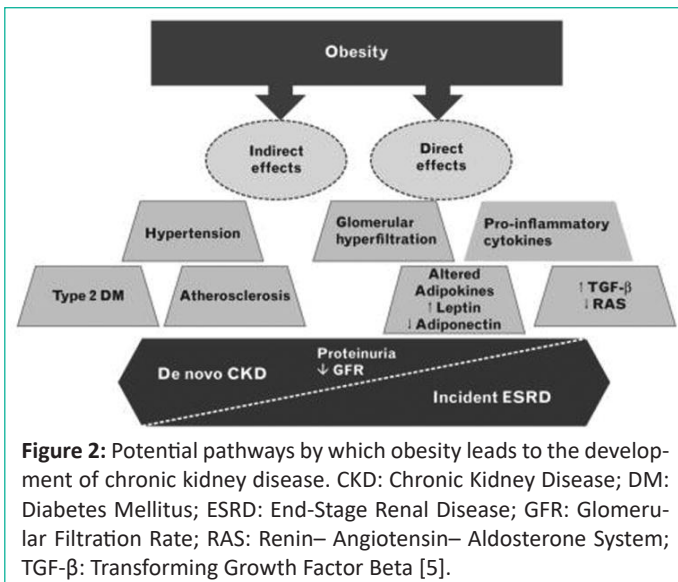 Obesity
Indirect
effects
Direct
effects
Hypertension
Glomerular
hyperfiltration
Pro-inflammatory
cytokines
Type 2 DM
Atherosclerosis
Altered
Adipokines
↑ Leptin
↓ Adiponectin
↑ TGF-β
↓ RAS
De novo CKD
Proteinuria
↓ GFR
Incident ESRD
Figure 2: Potential pathways by which obesity leads to the develop-
ment of chronic kidney disease. CKD: Chronic Kidney Disease; DM:
Diabetes Mellitus; ESRD: End-Stage Renal Disease; GFR: Glomeru-
lar Filtration Rate; RAS: Renin– Angiotensin– Aldosterone System;
TGF-β: Transforming Growth Factor Beta [5].